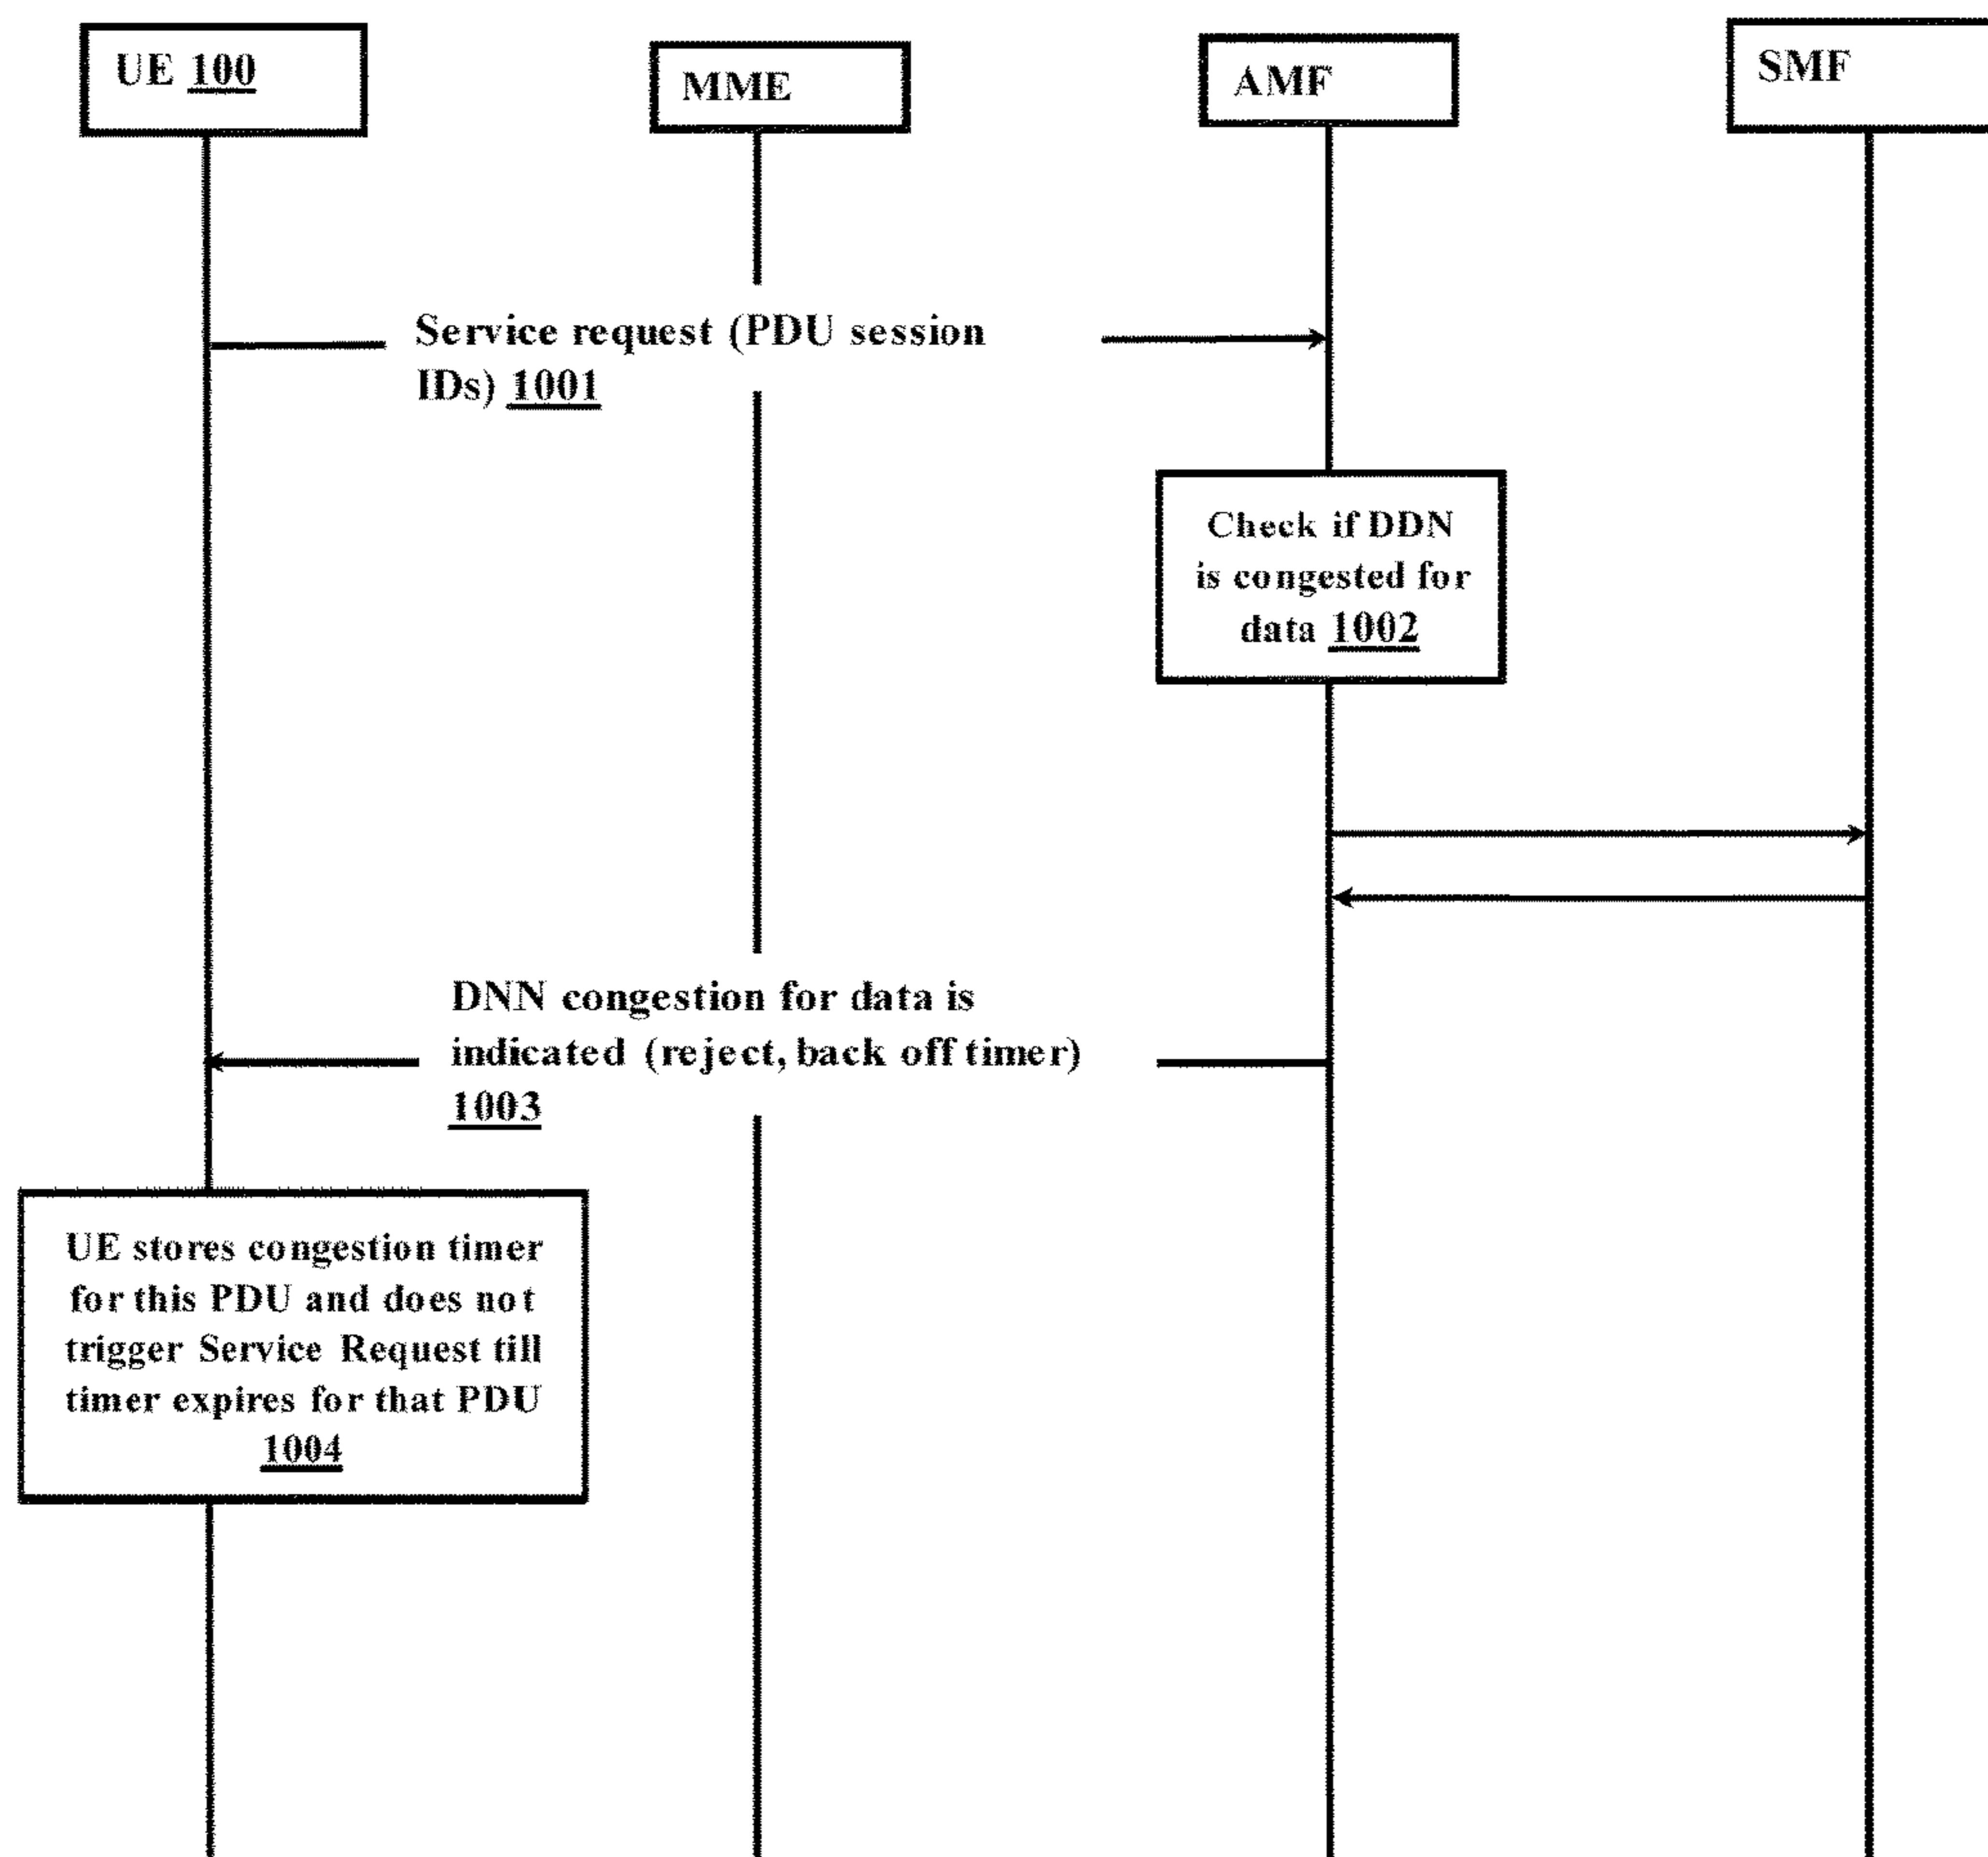 UE 100
MME
AMF
SMF
Service request (PDU session
IDs) 1001
Check if DDN
is congested for
data 1002
DNN congestion for data is
indicated (reject, back off timer)
1003
UE stores congestion timer
for this PDU and does not
trigger Service Request till
timer expires for that PDU
1004